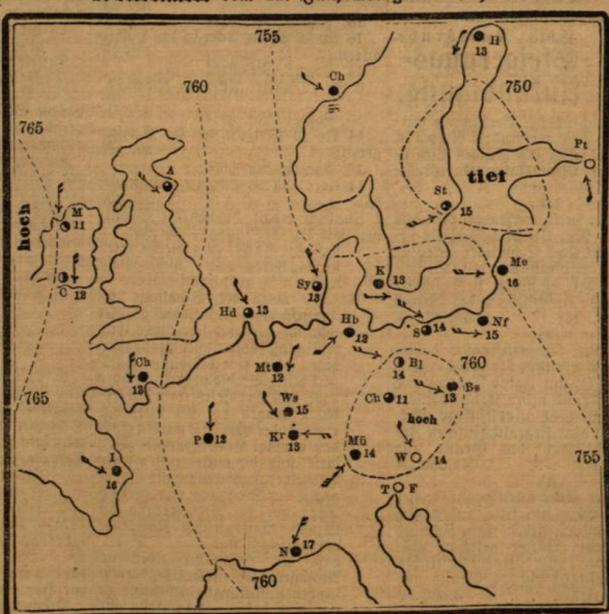 755
H
13
Ch
760
750
765
Pt
tief
A
St
15
M
11
hoch
C
12
Sy
13
K
13
Me
16
Hd
13
Hb
12
S
14
Nf
15
Mt
12
Bl
14
760
Ch
13
765
Ws
15
Ch
11
Bs
13
hoch
P
12
Kr
13
Mü
14
W
14
755
I
16
T
F
N
17
760